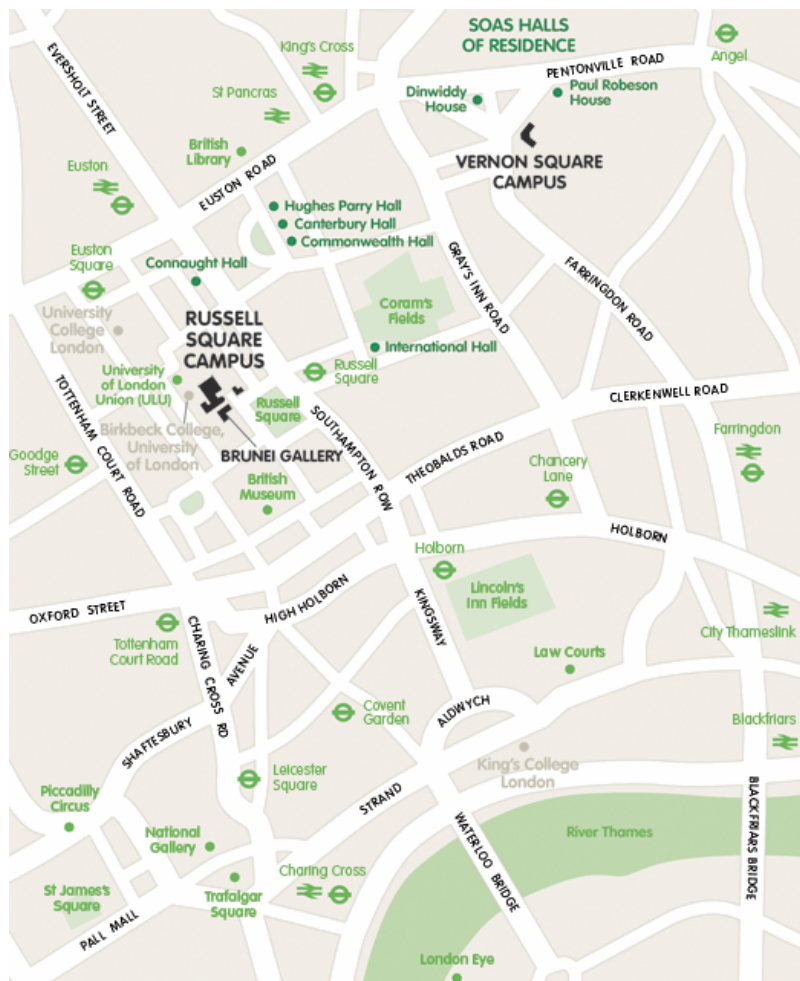 SOAS HALLS
OF RESIDENCE
King's Cross
Angel
PENTONVILLE ROAD
EVERSHOLT STREET
St Pancras
Dinwiddy
House
Paul Robeson
House
British
Library
VERNON SQUARE
CAMPUS
Euston
EUSTON ROAD
Hughes Parry Hall
Canterbury Hall
Commonwealth Hall
Euston
Square
Connaught Hall
GRAY'S INN ROAD
FARRINGDON ROAD
University
College
London
RUSSELL
SQUARE
CAMPUS
Coram's
Fields
International Hall
University
of London
Union (ULU)
Russell
Square
CLERKENWELL ROAD
TOTTENHAM COURT ROAD
Russell
Square
SOUTHAMPTON ROW
Birkbeck College,
University
of London
BRUNEI GALLERY
THEOBALDS ROAD
Farringdon
Goodge
Street
Chancery
Lane
British
Museum
HOLBORN
Holborn
Lincoln's
Inn Fields
KINGSWAY
HIGH HOLBORN
OXFORD STREET
Tottenham
Court Road
CHARING CROSS RD
City Thameslink
Law Courts
SHAFTESBURY AVENUE
Covent
Garden
ALDWYCH
Blackfriars
King's College
London
Leicester
Square
STRAND
Piccadilly
Circus
National
Gallery
WATERLOO BRIDGE
River Thames
BLACKFRIARS BRIDGE
Charing Cross
St James's
Square
Trafalgar
Square
PALL MALL
London Eye